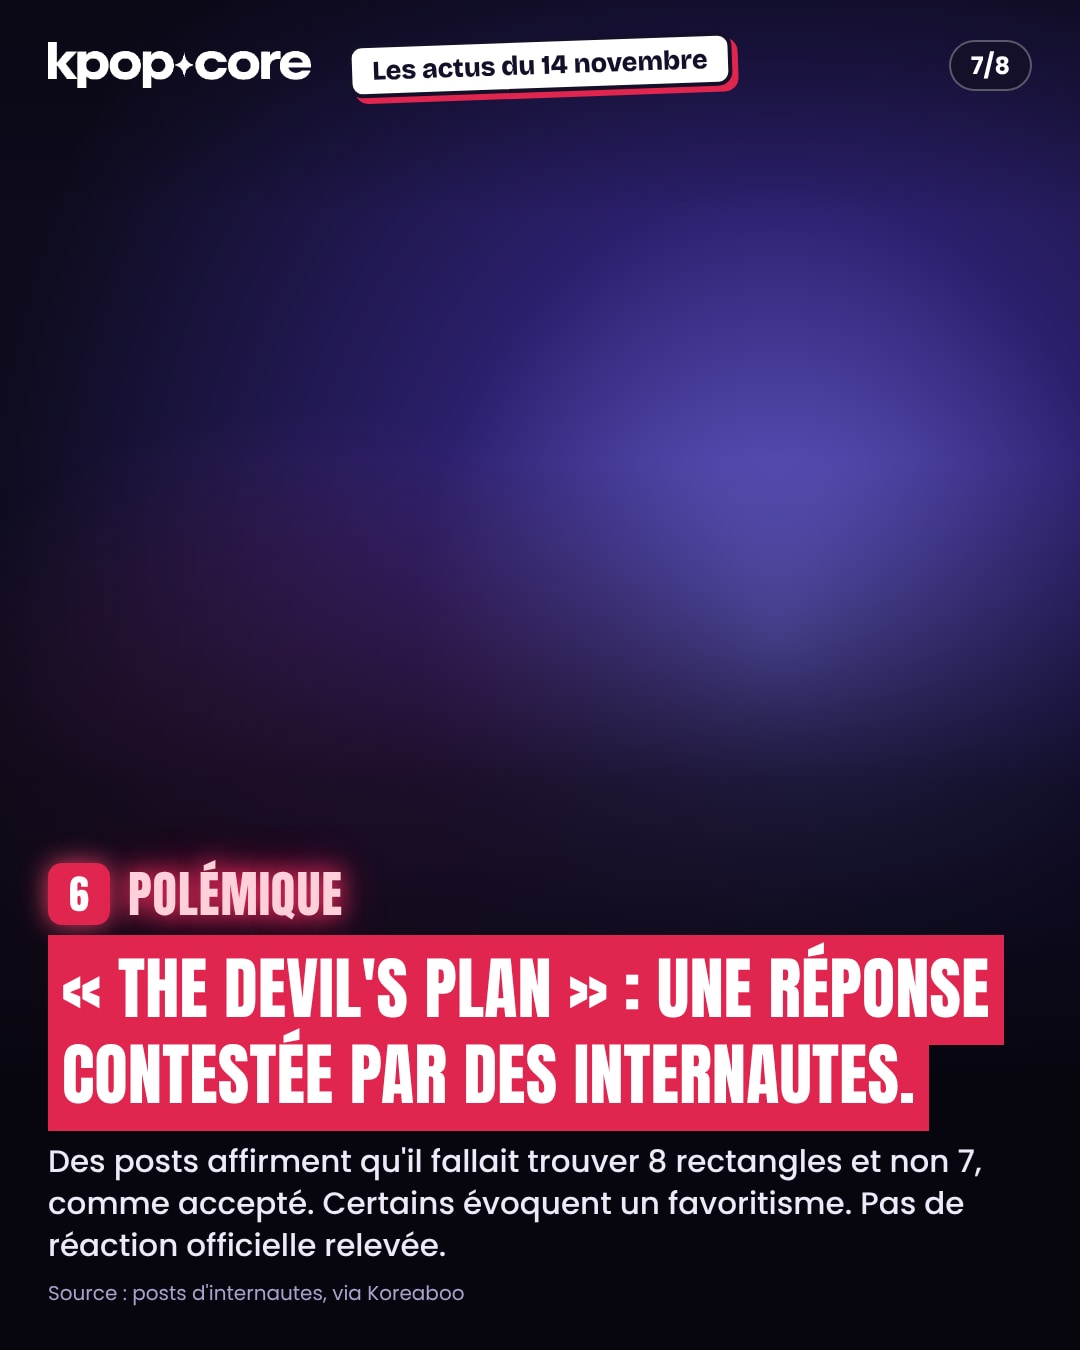 kpop✦core
Les actus du 14 novembre
7/8
6 POLÉMIQUE
« THE DEVIL'S PLAN » : UNE RÉPONSE
CONTESTÉE PAR DES INTERNAUTES.
Des posts affirment qu'il fallait trouver 8 rectangles et non 7,
comme accepté. Certains évoquent un favoritisme. Pas de
réaction officielle relevée.
Source : posts d'internautes, via Koreaboo